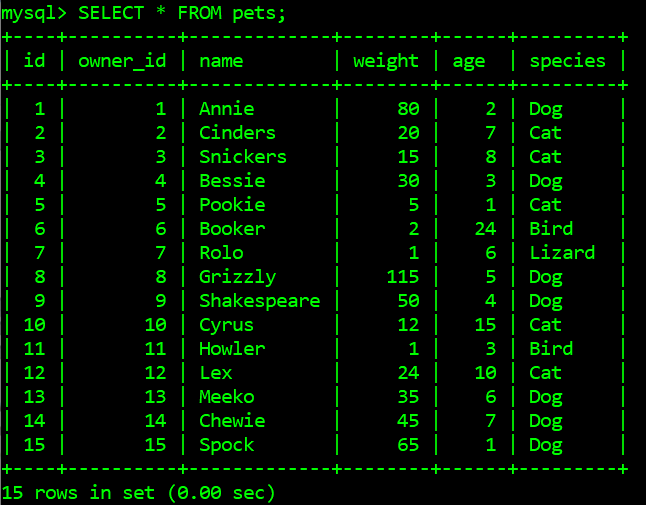 mysql> SELECT * FROM pets;
+----+----------+--------------+--------+------+---------+
| id | owner_id | name         | weight | age  | species |
+----+----------+--------------+--------+------+---------+
|  1 |        1 | Annie        |     80 |    2 | Dog     |
|  2 |        2 | Cinders      |     20 |    7 | Cat     |
|  3 |        3 | Snickers     |     15 |    8 | Cat     |
|  4 |        4 | Bessie       |     30 |    3 | Dog     |
|  5 |        5 | Pookie       |      5 |    1 | Cat     |
|  6 |        6 | Booker       |      2 |   24 | Bird    |
|  7 |        7 | Rolo         |      1 |    6 | Lizard  |
|  8 |        8 | Grizzly      |    115 |    5 | Dog     |
|  9 |        9 | Shakespeare  |     50 |    4 | Dog     |
| 10 |       10 | Cyrus        |     12 |   15 | Cat     |
| 11 |       11 | Howler       |      1 |    3 | Bird    |
| 12 |       12 | Lex          |     24 |   10 | Cat     |
| 13 |       13 | Meeko        |     35 |    6 | Dog     |
| 14 |       14 | Chewie       |     45 |    7 | Dog     |
| 15 |       15 | Spock        |     65 |    1 | Dog     |
+----+----------+--------------+--------+------+---------+
15 rows in set (0.00 sec)